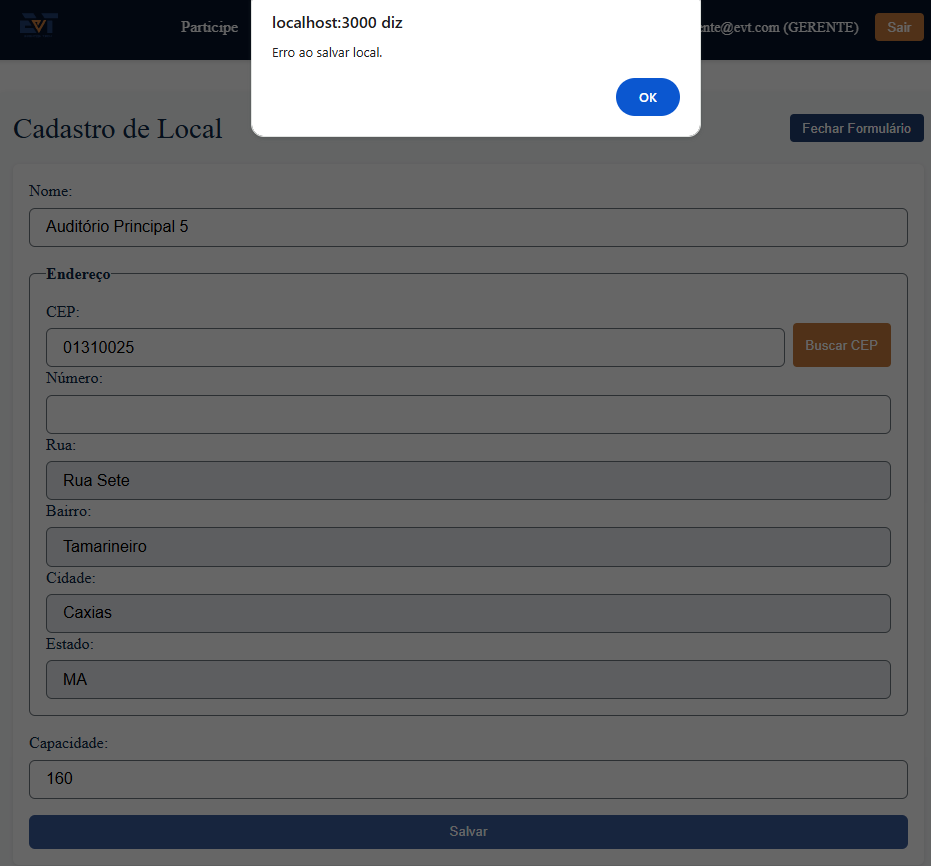 EVT
Participe
localhost:3000 diz
Erro ao salvar local.
OK
ente@evt.com (GERENTE)
Sair
Cadastro de Local
Fechar Formulário
Nome:
Auditório Principal 5
Endereço
CEP:
01310025
Buscar CEP
Número:
Rua:
Rua Sete
Bairro:
Tamarineiro
Cidade:
Caxias
Estado:
MA
Capacidade:
160
Salvar